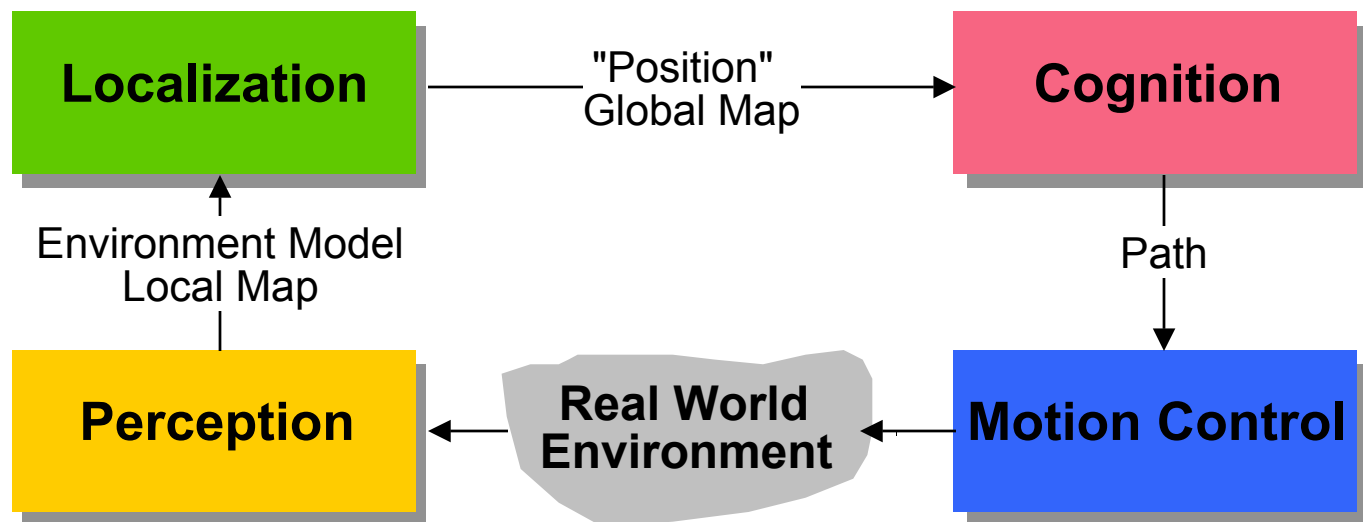 Localization
"Position"
Global Map
Cognition
Environment Model
Local Map
Path
Perception
Real World
Environment
Motion Control